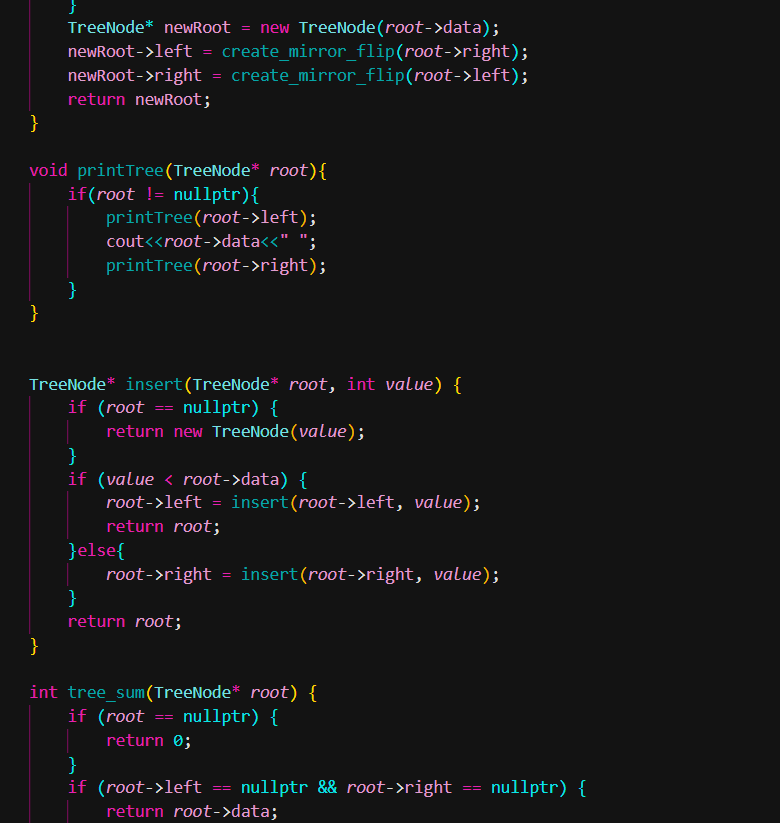 }
    TreeNode* newRoot = new TreeNode(root->data);
    newRoot->left = create_mirror_flip(root->right);
    newRoot->right = create_mirror_flip(root->left);
    return newRoot;
}
void printTree(TreeNode* root){
    if(root != nullptr){
        printTree(root->left);
        cout<<root->data<<" ";
        printTree(root->right);
    }
}
TreeNode* insert(TreeNode* root, int value) {
    if (root == nullptr) {
        return new TreeNode(value);
    }
    if (value < root->data) {
        root->left = insert(root->left, value);
        return root;
    }else{
        root->right = insert(root->right, value);
    }
    return root;
}
int tree_sum(TreeNode* root) {
    if (root == nullptr) {
        return 0;
    }
    if (root->left == nullptr && root->right == nullptr) {
        return root->data;